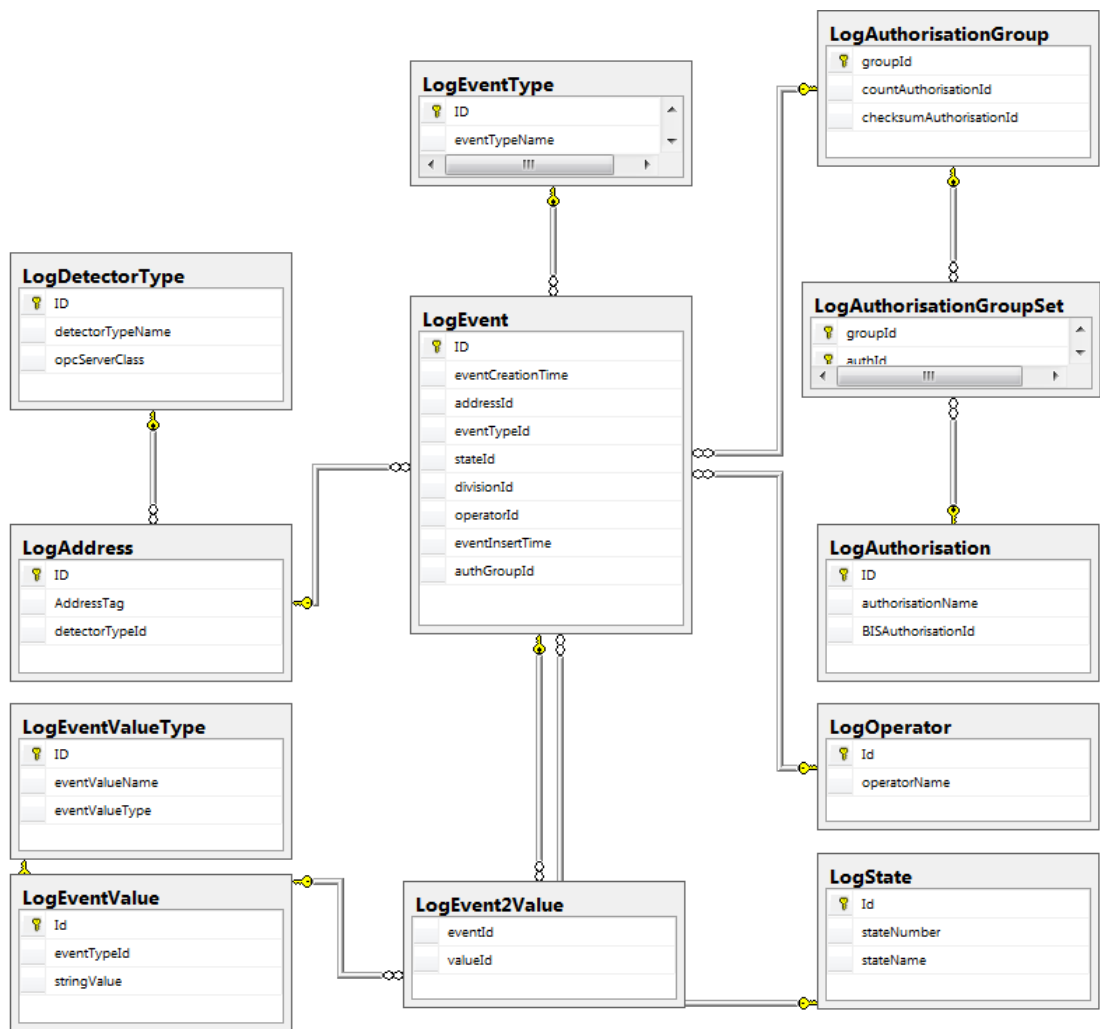 LogAuthorisationGroup
groupId
countAuthorisationId
checksumAuthorisationId
LogEventType
ID
eventTypeName
LogDetectorType
ID
detectorTypeName
opcServerClass
LogEvent
ID
eventCreationTime
addressId
eventTypeId
stateId
divisionId
operatorId
eventInsertTime
authGroupId
LogAuthorisationGroupSet
groupId
authId
LogAddress
ID
AddressTag
detectorTypeId
LogAuthorisation
ID
authorisationName
BISAuthorisationId
LogEventValueType
ID
eventValueName
eventValueType
LogOperator
Id
operatorName
LogEventValue
Id
eventTypeId
stringValue
LogEvent2Value
eventId
valueId
LogState
Id
stateNumber
stateName